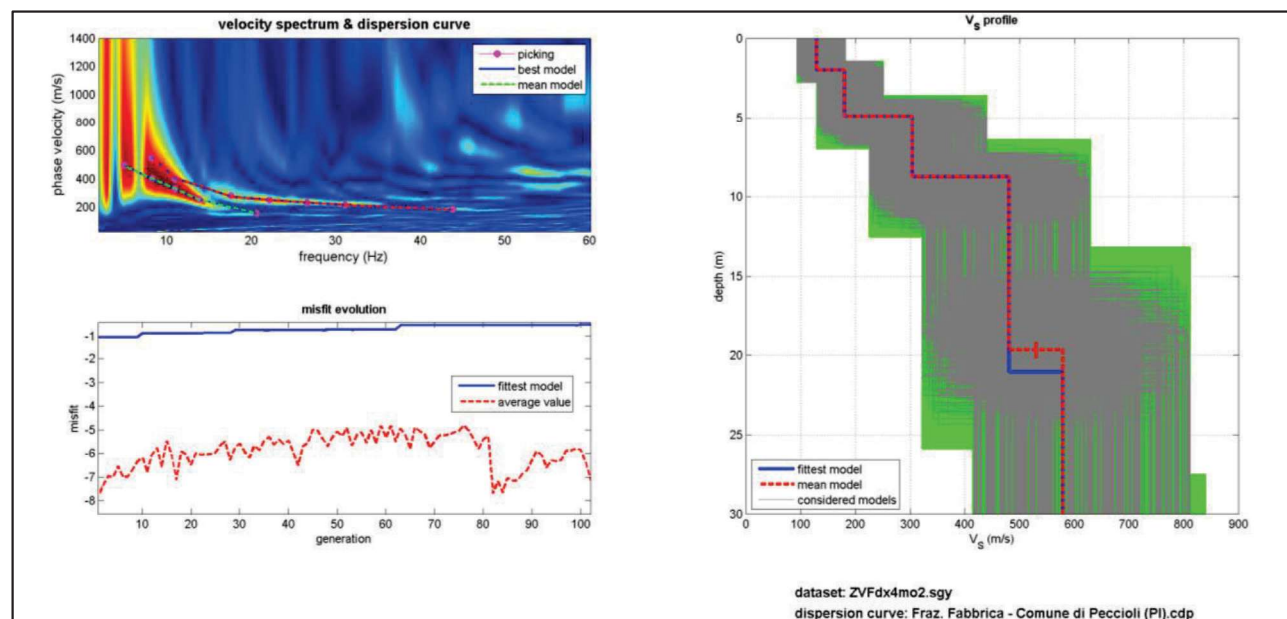 velocity spectrum & dispersion curve
1400
1200
1000
800
600
400
200
phase velocity (m/s)
picking
best model
mean model
10 20 30 40 50 60
frequency (Hz)
misfit evolution
-1
-2
-3
-4
-5
-6
-7
-8
misfit
fittest model
average value
10 20 30 40 50 60 70 80 90 100
generation
VS profile
0
5
10
15
20
25
30
depth (m)
fittest model
mean model
considered models
0 100 200 300 400 500 600 700 800 900
VS (m/s)
dataset: ZVFdx4mo2.sgy
dispersion curve: Fraz. Fabbrica - Comune di Peccioli (PI).cdp